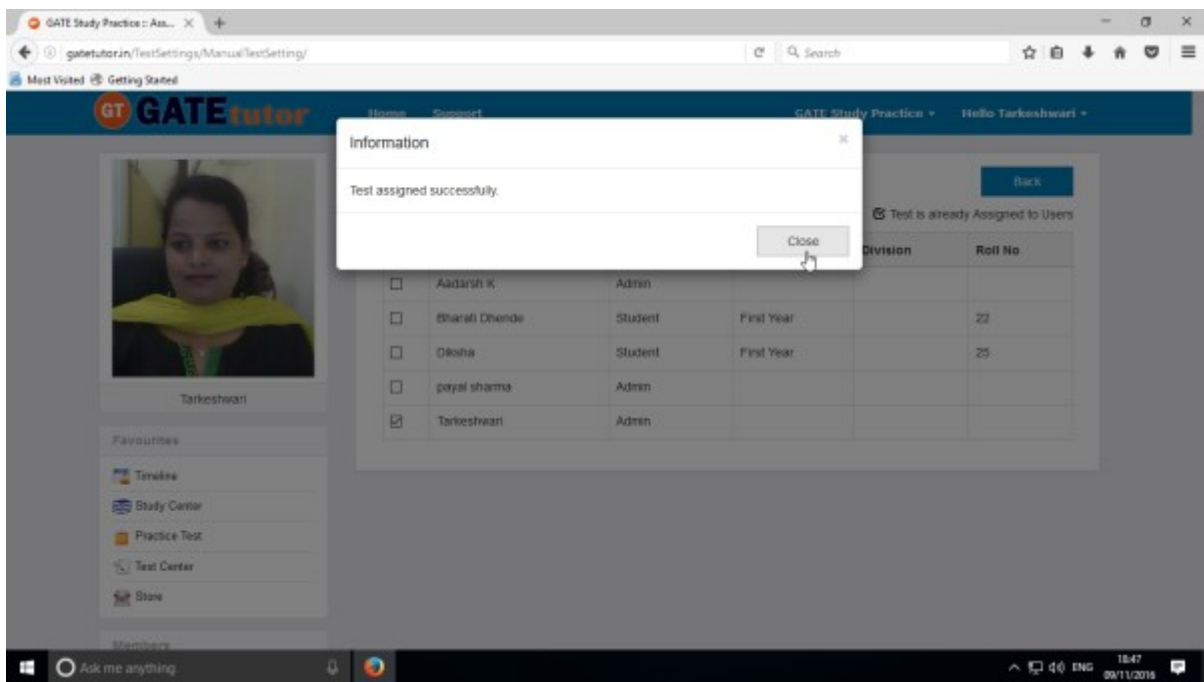 GATE Study Practice :: Ass...
gatetutor.in/TestSettings/ManualTestSetting/
Search
Most Visited Getting Started
GT GATEtutor
Home Support GATE Study Practice Hello Tarkeshwari
Information
Test assigned successfully.
Close
Back
Test is already Assigned to Users
Division Roll No
Aadarsh K Admin
Bharati Dhende Student First Year 22
Diksha Student First Year 25
payal sharma Admin
Tarkeshwari Admin
Tarkeshwari
Favourites
Timeline
Study Center
Practice Test
Test Center
Store
Members
Ask me anything
ENG 18:47
09/11/2016